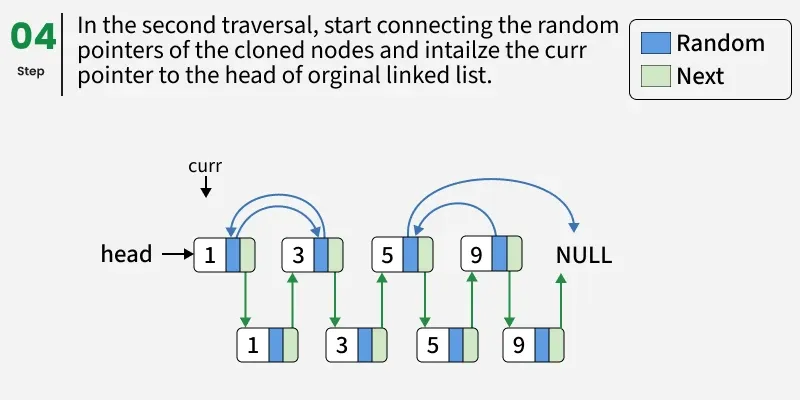 04
Step
In the second traversal, start connecting the random
pointers of the cloned nodes and intailze the curr
pointer to the head of orginal linked list.
Random
Next
curr
head
1
3
5
9
NULL
1
3
5
9